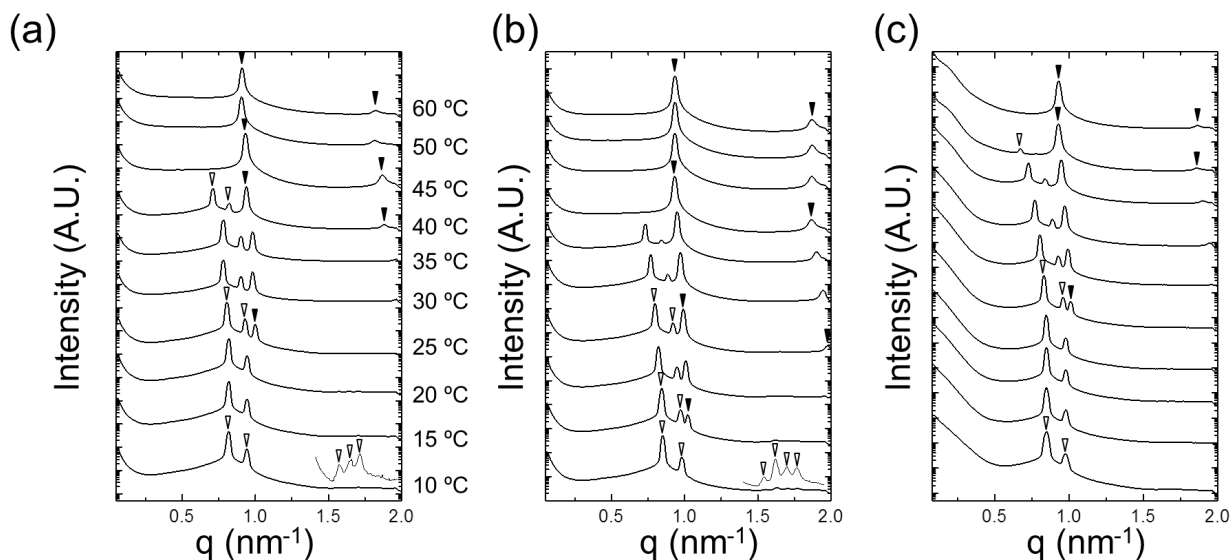 (a)
(b)
(c)
Intensity (A.U.)
60 ºC
50 ºC
45 ºC
40 ºC
35 ºC
30 ºC
25 ºC
20 ºC
15 ºC
10 ºC
0.5 1.0 1.5 2.0
q (nm⁻¹)
Intensity (A.U.)
0.5 1.0 1.5 2.0
q (nm⁻¹)
Intensity (A.U.)
0.5 1.0 1.5 2.0
q (nm⁻¹)